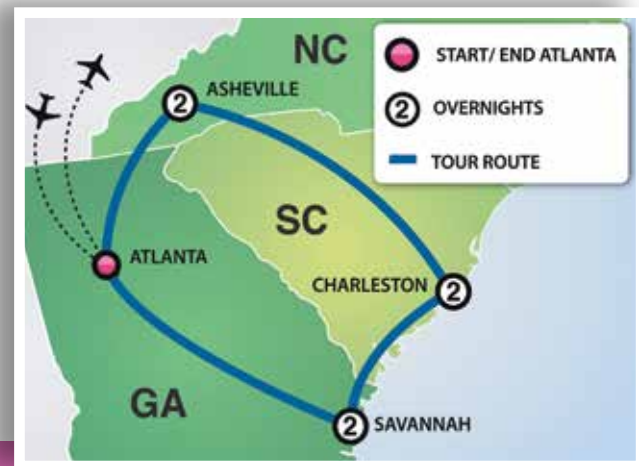 NC
START/ END ATLANTA
2
ASHEVILLE
2
OVERNIGHTS
TOUR ROUTE
SC
ATLANTA
CHARLESTON
2
GA
2
SAVANNAH